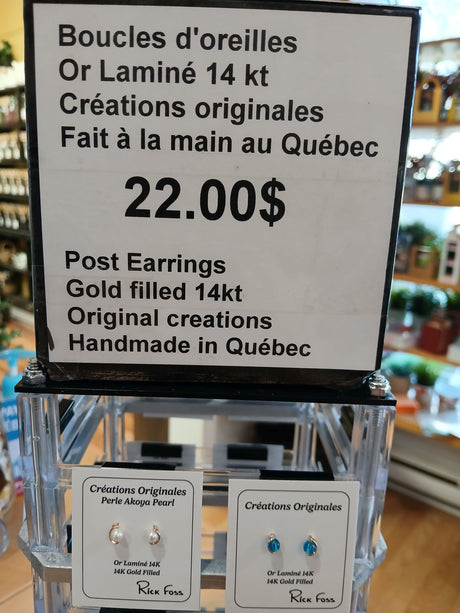 Boucles d'oreilles
Or Laminé 14 kt
Créations originales
Fait à la main au Québec
22.00$
Post Earrings
Gold filled 14kt
Original creations
Handmade in Québec
Créations Originales
Perle Akoya Pearl
Or Laminé 14K
14K Gold Filled
Rick Foss
Créations Originales
Or Laminé 14K
14K Gold Filled
Rick Foss